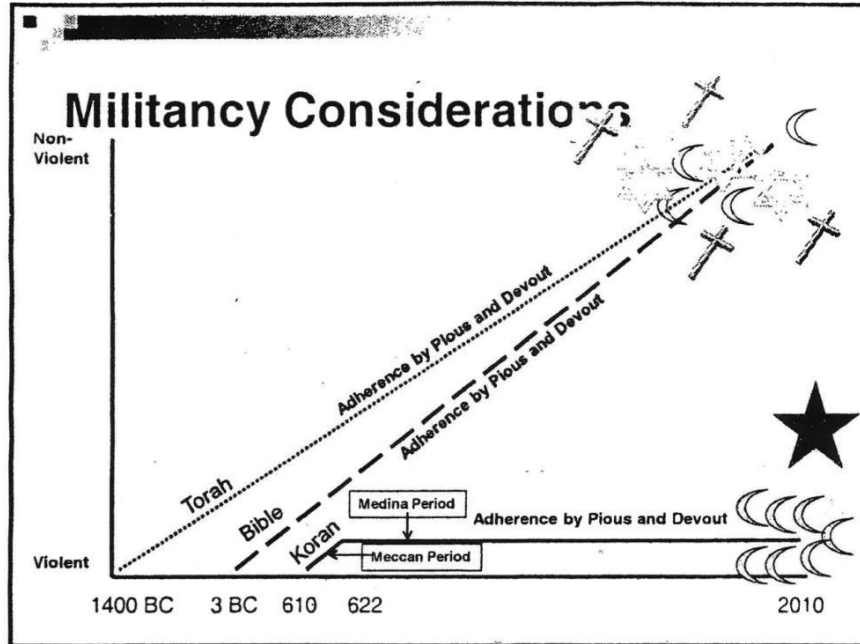 Militancy Considerations
Non-
Violent
Adherence by Pious and Devout
Adherence by Pious and Devout
Torah
Bible
Koran
Medina Period
Adherence by Pious and Devout
Meccan Period
Violent
1400 BC 3 BC 610 622 2010